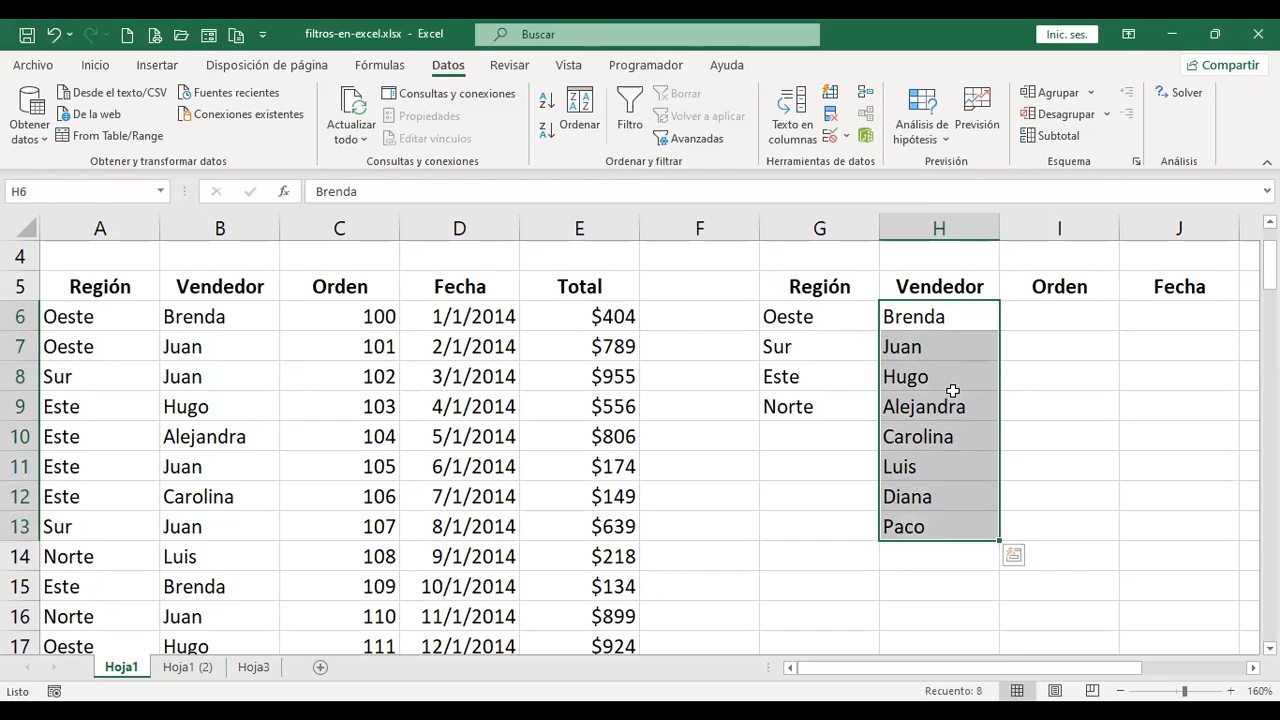 filtros-en-excel.xlsx - Excel
Buscar
Inic. ses.
Archivo Inicio Insertar Disposición de página Fórmulas Datos Revisar Vista Programador Ayuda
Compartir
Obtener datos
Desde el texto/CSV
De la web
From Table/Range
Fuentes recientes
Conexiones existentes
Obtener y transformar datos
Actualizar todo
Consultas y conexiones
Propiedades
Editar vínculos
Consultas y conexiones
Ordenar
Filtro
Borrar
Volver a aplicar
Avanzadas
Ordenar y filtrar
Texto en columnas
Herramientas de datos
Análisis de hipótesis
Previsión
Previsión
Agrupar
Desagrupar
Subtotal
Esquema
Solver
Análisis
H6 fx Brenda
A B C D E F G H I J
4
5 Región Vendedor Orden Fecha Total Región Vendedor Orden Fecha
6 Oeste Brenda 100 1/1/2014 $404 Oeste Brenda
7 Oeste Juan 101 2/1/2014 $789 Sur Juan
8 Sur Juan 102 3/1/2014 $955 Este Hugo
9 Este Hugo 103 4/1/2014 $556 Norte Alejandra
10 Este Alejandra 104 5/1/2014 $806 Carolina
11 Este Juan 105 6/1/2014 $174 Luis
12 Este Carolina 106 7/1/2014 $149 Diana
13 Sur Juan 107 8/1/2014 $639 Paco
14 Norte Luis 108 9/1/2014 $218
15 Este Brenda 109 10/1/2014 $134
16 Norte Juan 110 11/1/2014 $899
17 Oeste Hugo 111 12/1/2014 $924
Hoja1 Hoja1 (2) Hoja3
Listo
Recuento: 8
160%